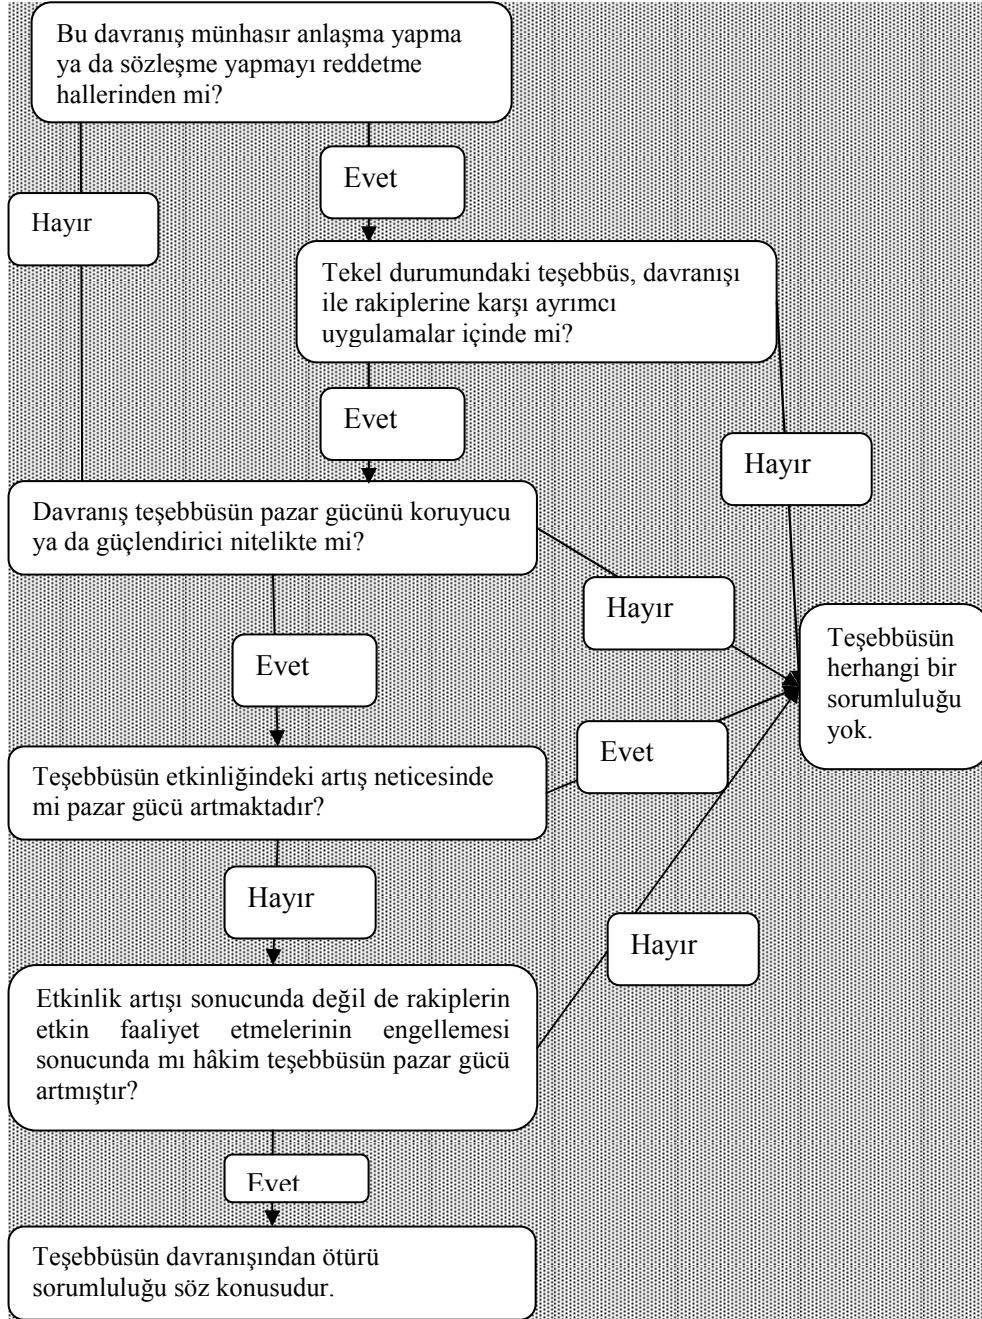 Bu davranış münhasır anlaşma yapma
ya da sözleşme yapmayı reddetme
hallerinden mi?
Evet
Hayır
Tekel durumundaki teşebbüs, davranışı
ile rakiplerine karşı ayrımcı
uygulamalar içinde mi?
Evet
Hayır
Davranış teşebbüsün pazar gücünü koruyucu
ya da güçlendirici nitelikte mi?
Hayır
Teşebbüsün
herhangi bir
sorumluluğu
yok.
Evet
Evet
Teşebbüsün etkinliğindeki artış neticesinde
mi pazar gücü artmaktadır?
Hayır
Hayır
Etkinlik artışı sonucunda değil de rakiplerin
etkin faaliyet etmelerinin engellemesi
sonucunda mı hâkim teşebbüsün pazar gücü
artmıştır?
Evet
Teşebbüsün davranışından ötürü
sorumluluğu söz konusudur.